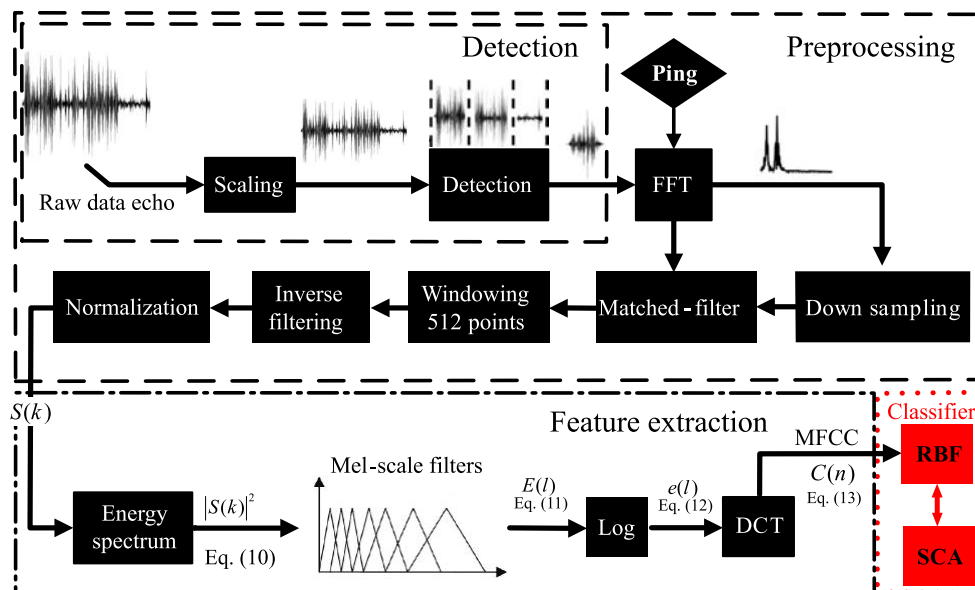 Detection
Preprocessing
Ping
Raw data echo
Scaling
Detection
FFT
Normalization
Inverse
filtering
Windowing
512 points
Matched-filter
Down sampling
S(k)
Feature extraction
Classifier
MFCC
RBF
Mel-scale filters
C(n)
Eq. (13)
Energy
spectrum
|S(k)|²
Eq. (10)
E(l)
Eq. (11)
Log
e(l)
Eq. (12)
DCT
SCA